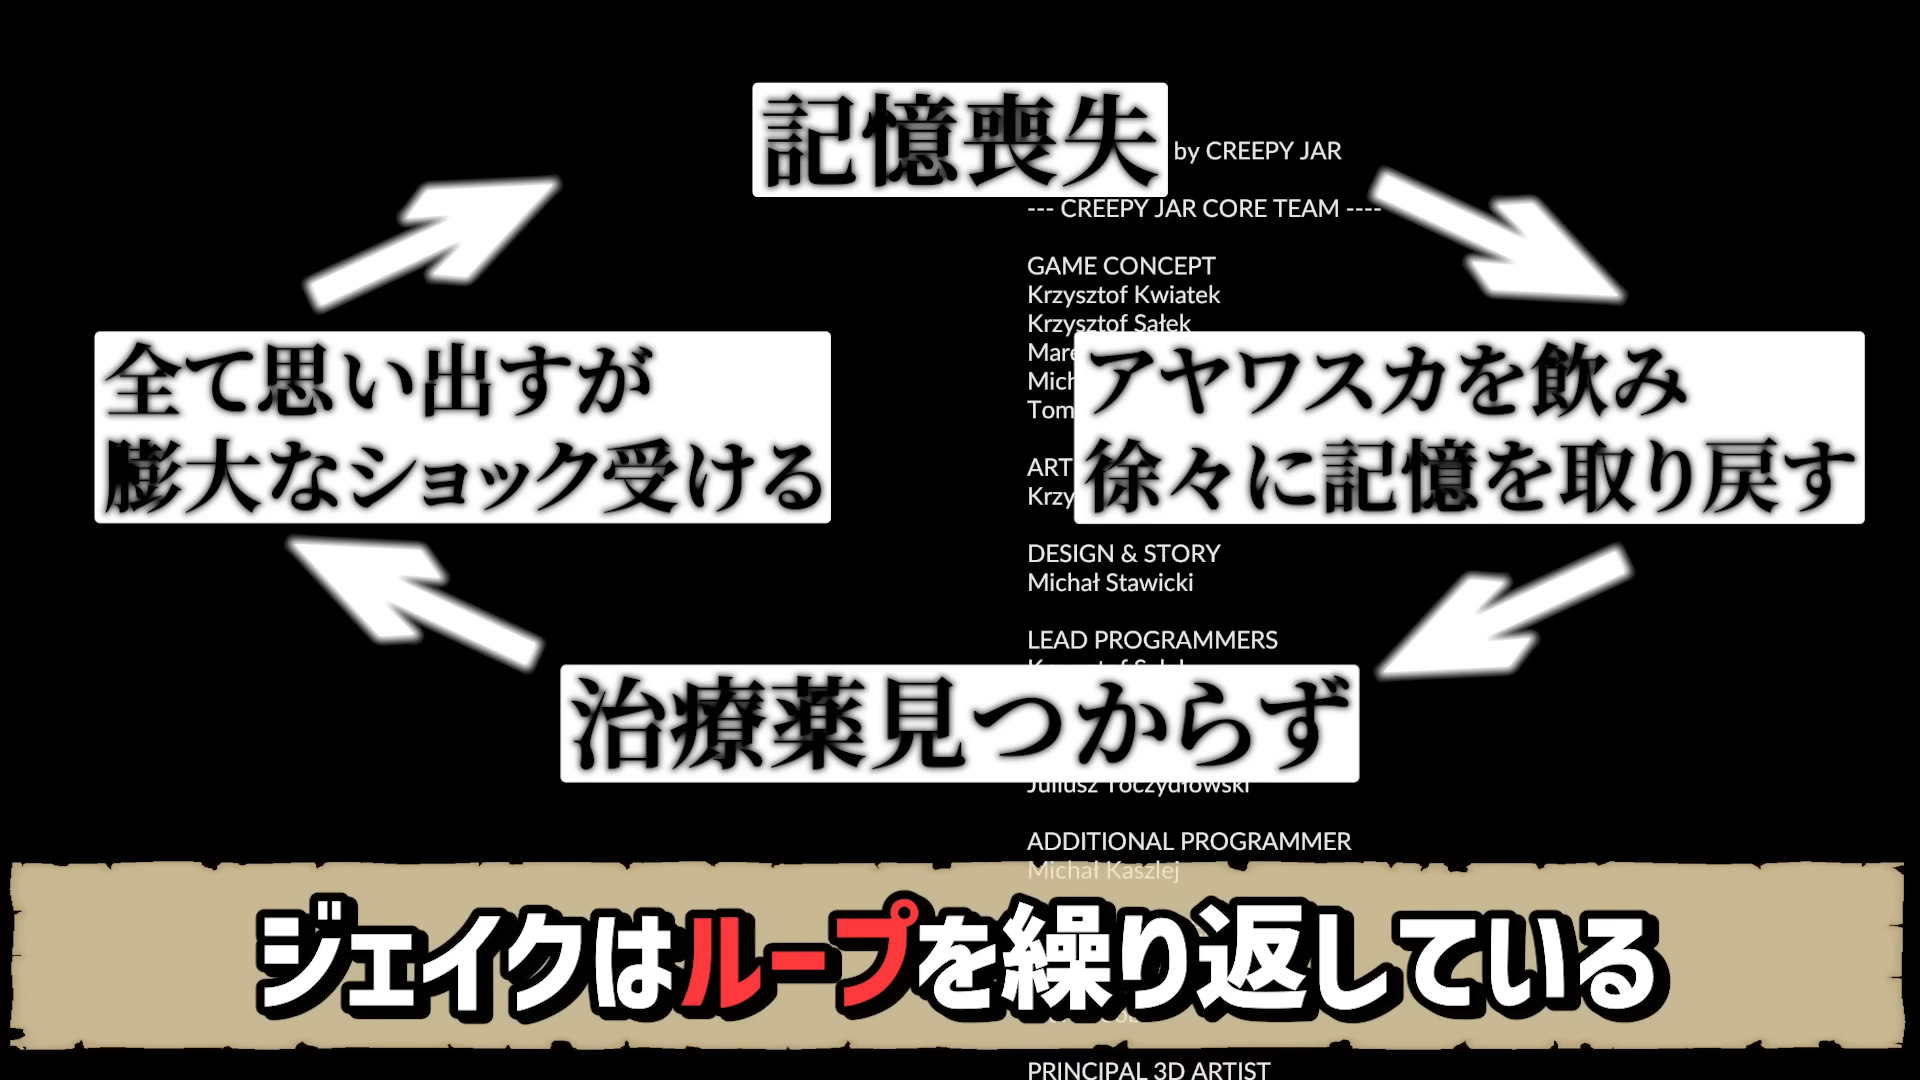 記憶喪失
by CREEPY JAR
--- CREEPY JAR CORE TEAM ----
GAME CONCEPT
Krzysztof Kwiatek
Krzysztof Sałek
全て思い出すが
膨大なショック受ける
アヤワスカを飲み
徐々に記憶を取り戻す
ART
DESIGN & STORY
Michał Stawicki
LEAD PROGRAMMERS
治療薬見つからず
Juliusz Toczydłowski
ADDITIONAL PROGRAMMER
Michał Kaszlej
ジェイクはループを繰り返している
PRINCIPAL 3D ARTIST